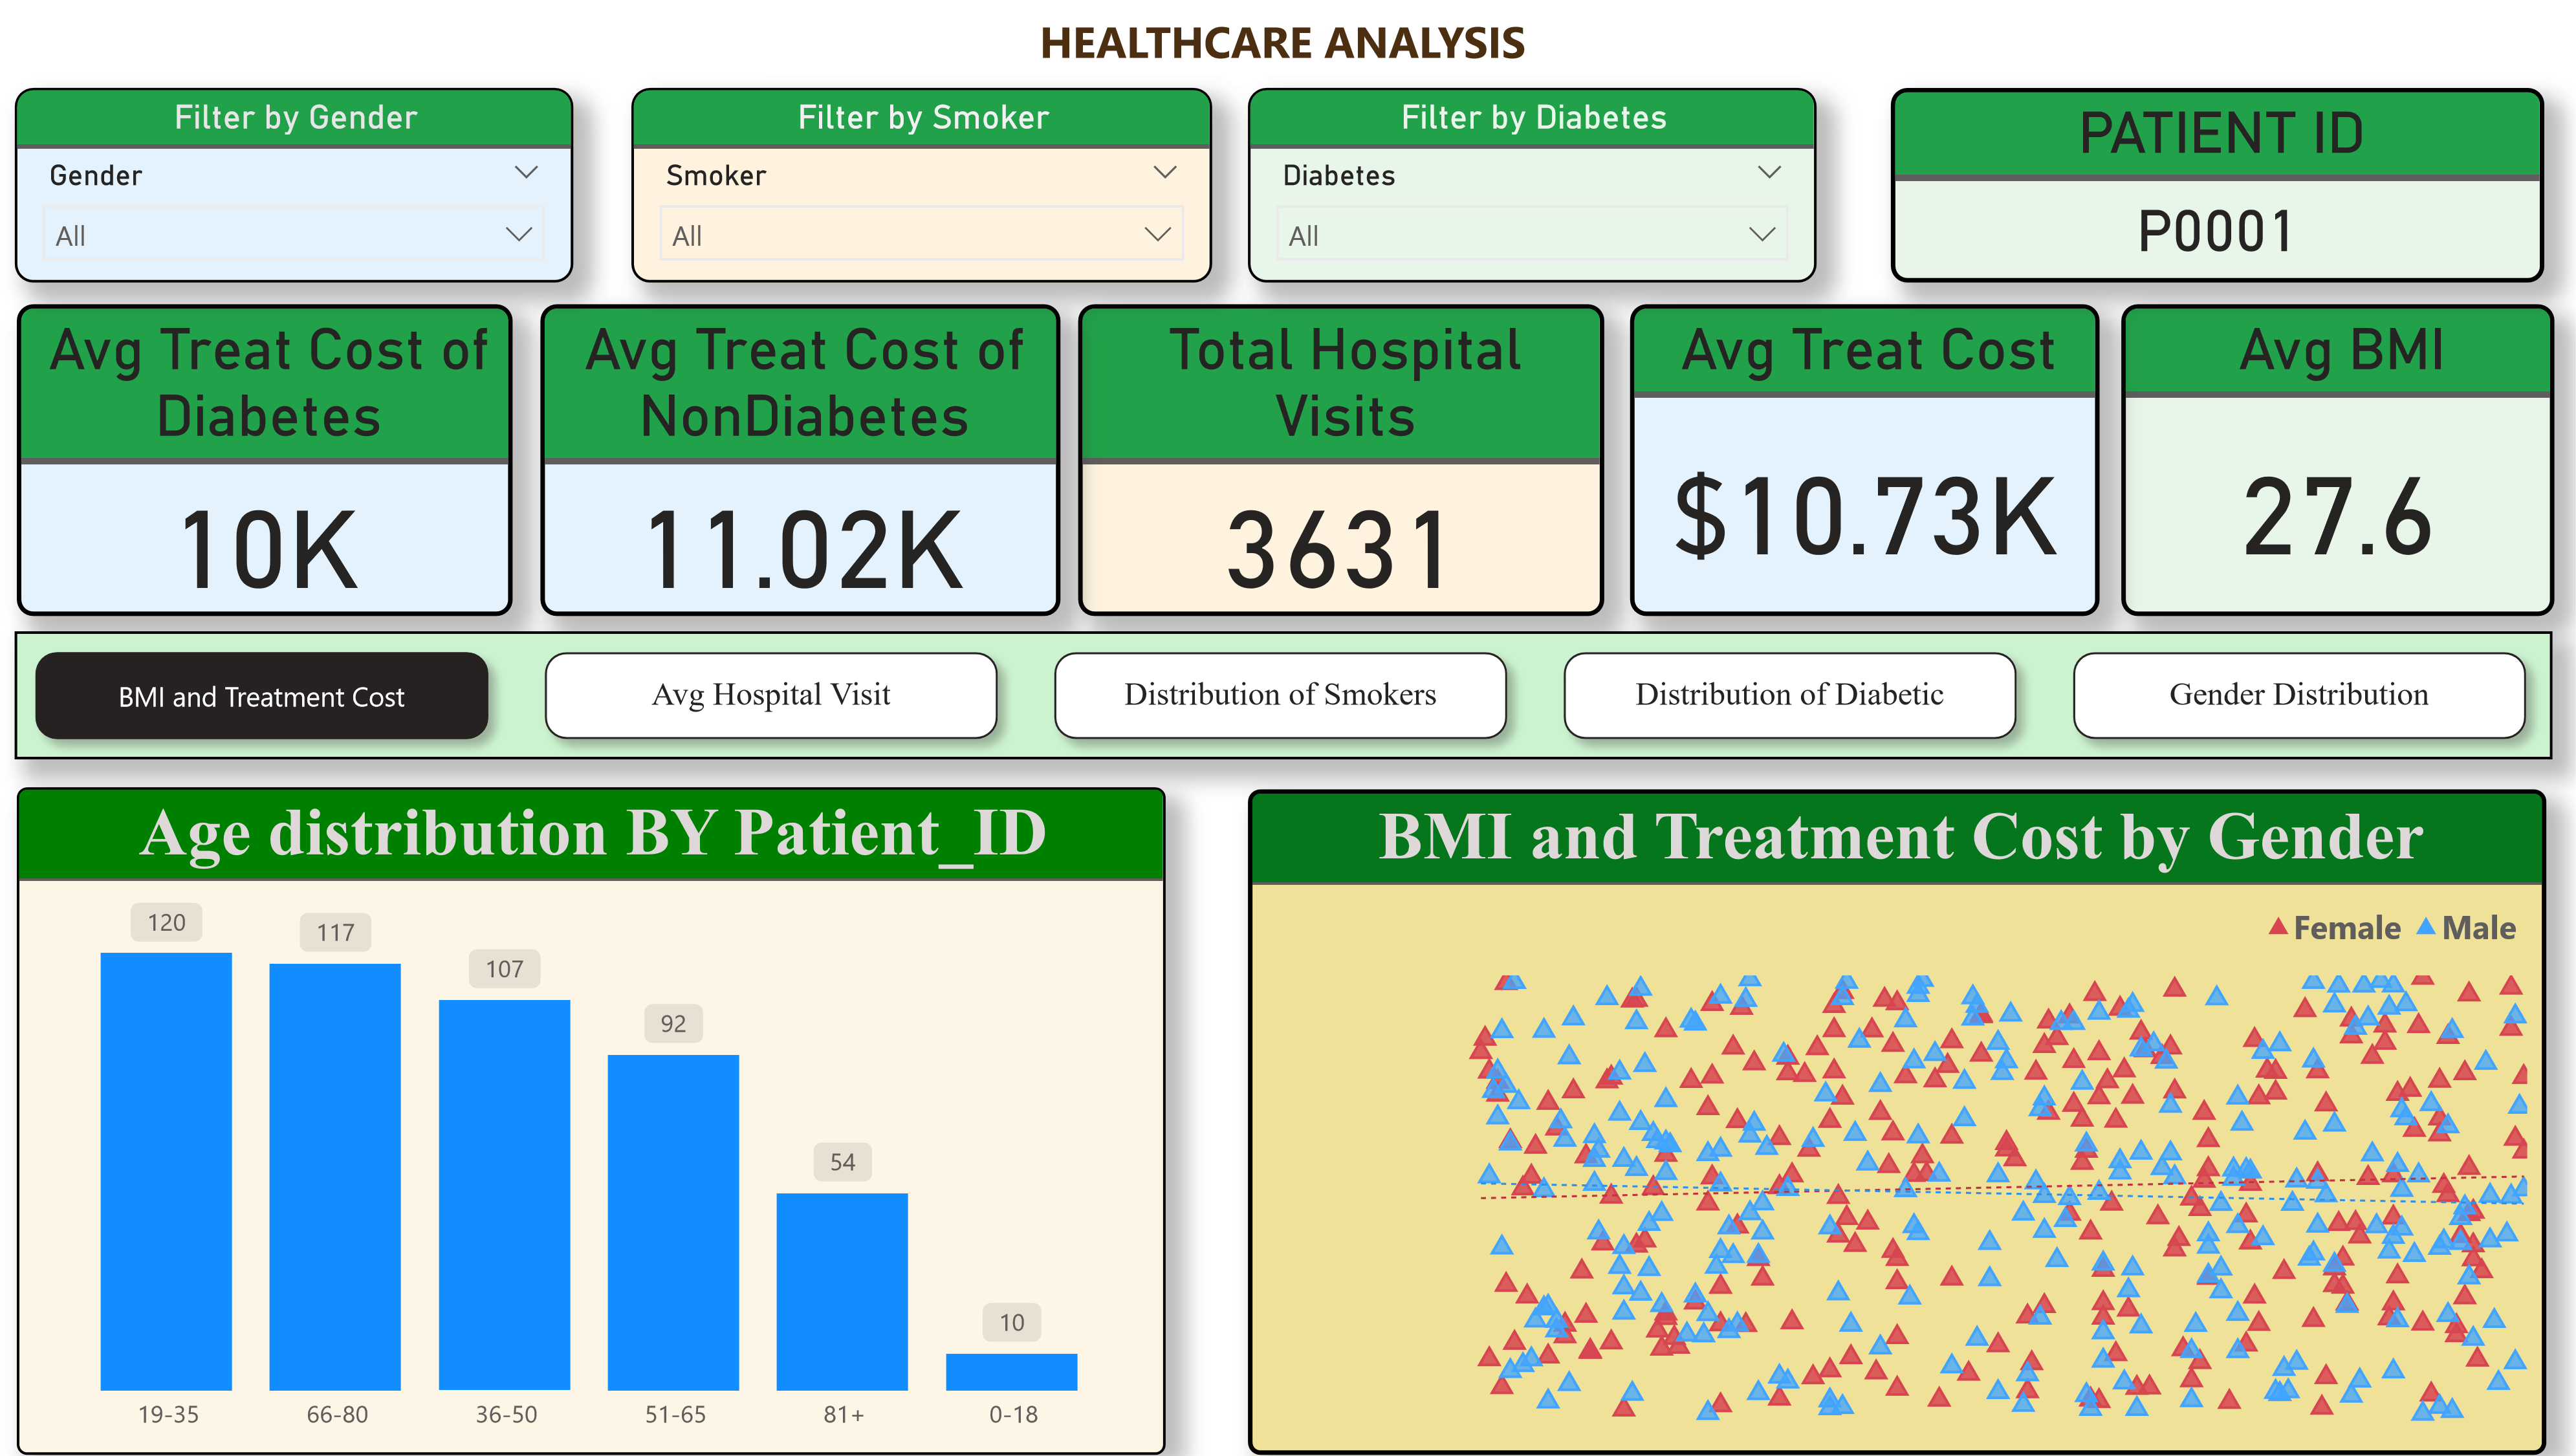 HEALTHCARE ANALYSIS
Filter by Gender
Gender
All
Filter by Smoker
Smoker
All
Filter by Diabetes
Diabetes
All
PATIENT ID
P0001
Avg Treat Cost of
Diabetes
10K
Avg Treat Cost of
NonDiabetes
11.02K
Total Hospital
Visits
3631
Avg Treat Cost
$10.73K
Avg BMI
27.6
BMI and Treatment Cost
Avg Hospital Visit
Distribution of Smokers
Distribution of Diabetic
Gender Distribution
Age distribution BY Patient_ID
120
117
107
92
54
10
19-35
66-80
36-50
51-65
81+
0-18
BMI and Treatment Cost by Gender
Female Male